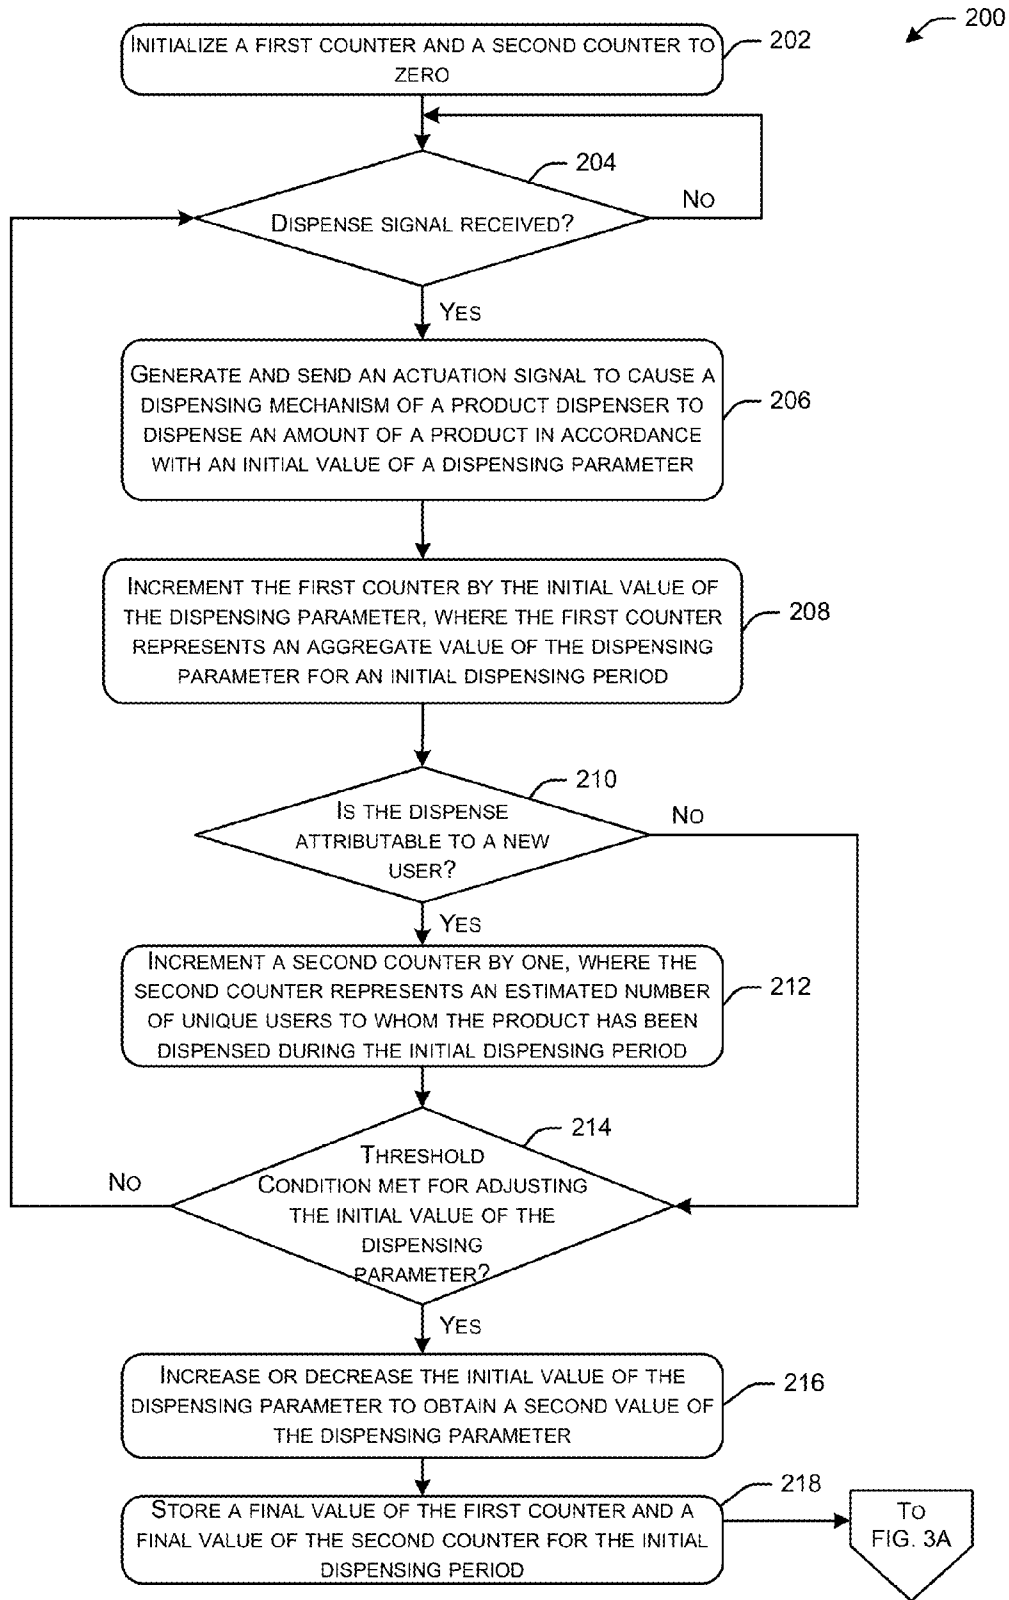 200
INITIALIZE A FIRST COUNTER AND A SECOND COUNTER TO
ZERO
202
204
DISPENSE SIGNAL RECEIVED?
NO
YES
GENERATE AND SEND AN ACTUATION SIGNAL TO CAUSE A
DISPENSING MECHANISM OF A PRODUCT DISPENSER TO
DISPENSE AN AMOUNT OF A PRODUCT IN ACCORDANCE
WITH AN INITIAL VALUE OF A DISPENSING PARAMETER
206
INCREMENT THE FIRST COUNTER BY THE INITIAL VALUE OF
THE DISPENSING PARAMETER, WHERE THE FIRST COUNTER
REPRESENTS AN AGGREGATE VALUE OF THE DISPENSING
PARAMETER FOR AN INITIAL DISPENSING PERIOD
208
210
IS THE DISPENSE
ATTRIBUTABLE TO A NEW
USER?
NO
YES
INCREMENT A SECOND COUNTER BY ONE, WHERE THE
SECOND COUNTER REPRESENTS AN ESTIMATED NUMBER
OF UNIQUE USERS TO WHOM THE PRODUCT HAS BEEN
DISPENSED DURING THE INITIAL DISPENSING PERIOD
212
214
THRESHOLD
CONDITION MET FOR ADJUSTING
THE INITIAL VALUE OF THE
DISPENSING
PARAMETER?
NO
YES
INCREASE OR DECREASE THE INITIAL VALUE OF THE
DISPENSING PARAMETER TO OBTAIN A SECOND VALUE OF
THE DISPENSING PARAMETER
216
STORE A FINAL VALUE OF THE FIRST COUNTER AND A
FINAL VALUE OF THE SECOND COUNTER FOR THE INITIAL
DISPENSING PERIOD
218
TO
FIG. 3A